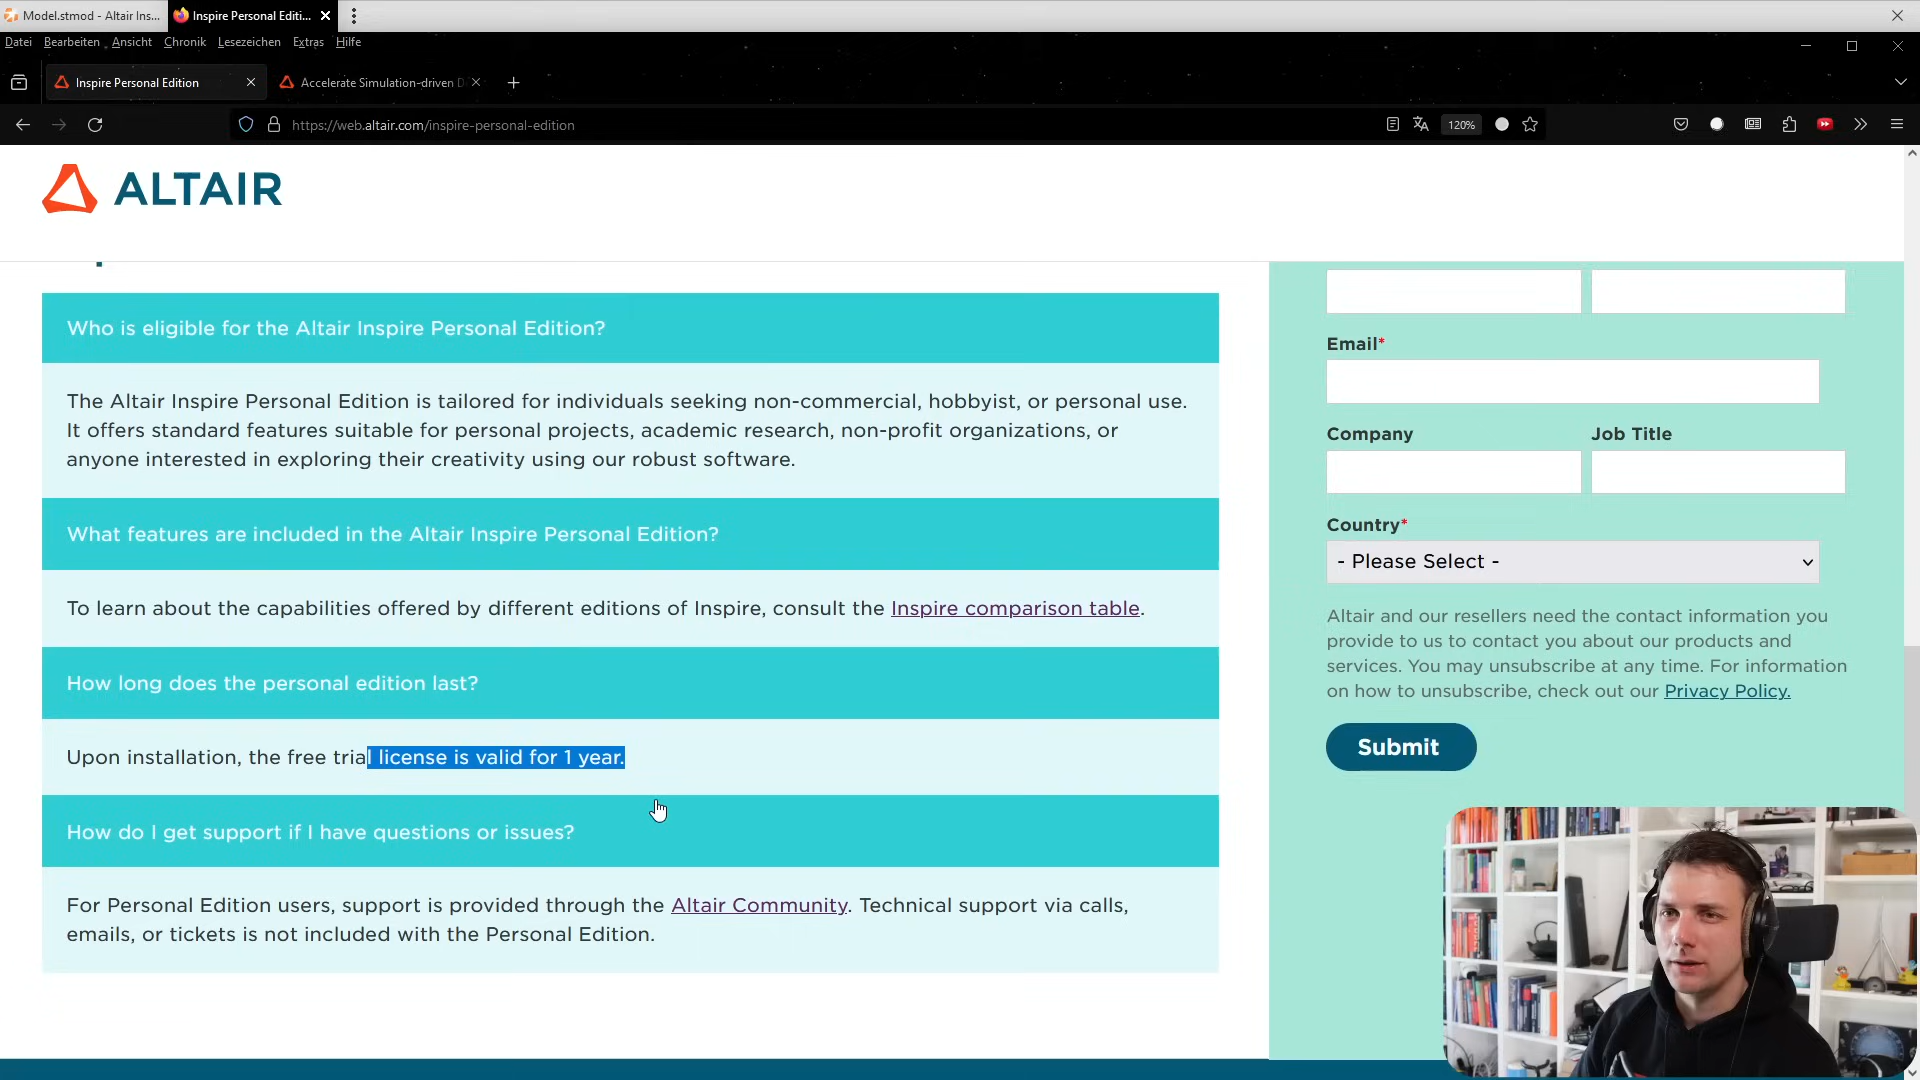 Model.stmod - Altair Ins...
Inspire Personal Editi...
Datei Bearbeiten Ansicht Chronik Lesezeichen Extras Hilfe
Inspire Personal Edition
Accelerate Simulation-driven D
https://web.altair.com/inspire-personal-edition
120%
ALTAIR
Who is eligible for the Altair Inspire Personal Edition?
The Altair Inspire Personal Edition is tailored for individuals seeking non-commercial, hobbyist, or personal use.
It offers standard features suitable for personal projects, academic research, non-profit organizations, or
anyone interested in exploring their creativity using our robust software.
What features are included in the Altair Inspire Personal Edition?
To learn about the capabilities offered by different editions of Inspire, consult the Inspire comparison table.
How long does the personal edition last?
Upon installation, the free trial license is valid for 1 year.
How do I get support if I have questions or issues?
For Personal Edition users, support is provided through the Altair Community. Technical support via calls,
emails, or tickets is not included with the Personal Edition.
Email*
Company Job Title
Country*
- Please Select -
Altair and our resellers need the contact information you
provide to us to contact you about our products and
services. You may unsubscribe at any time. For information
on how to unsubscribe, check out our Privacy Policy.
Submit